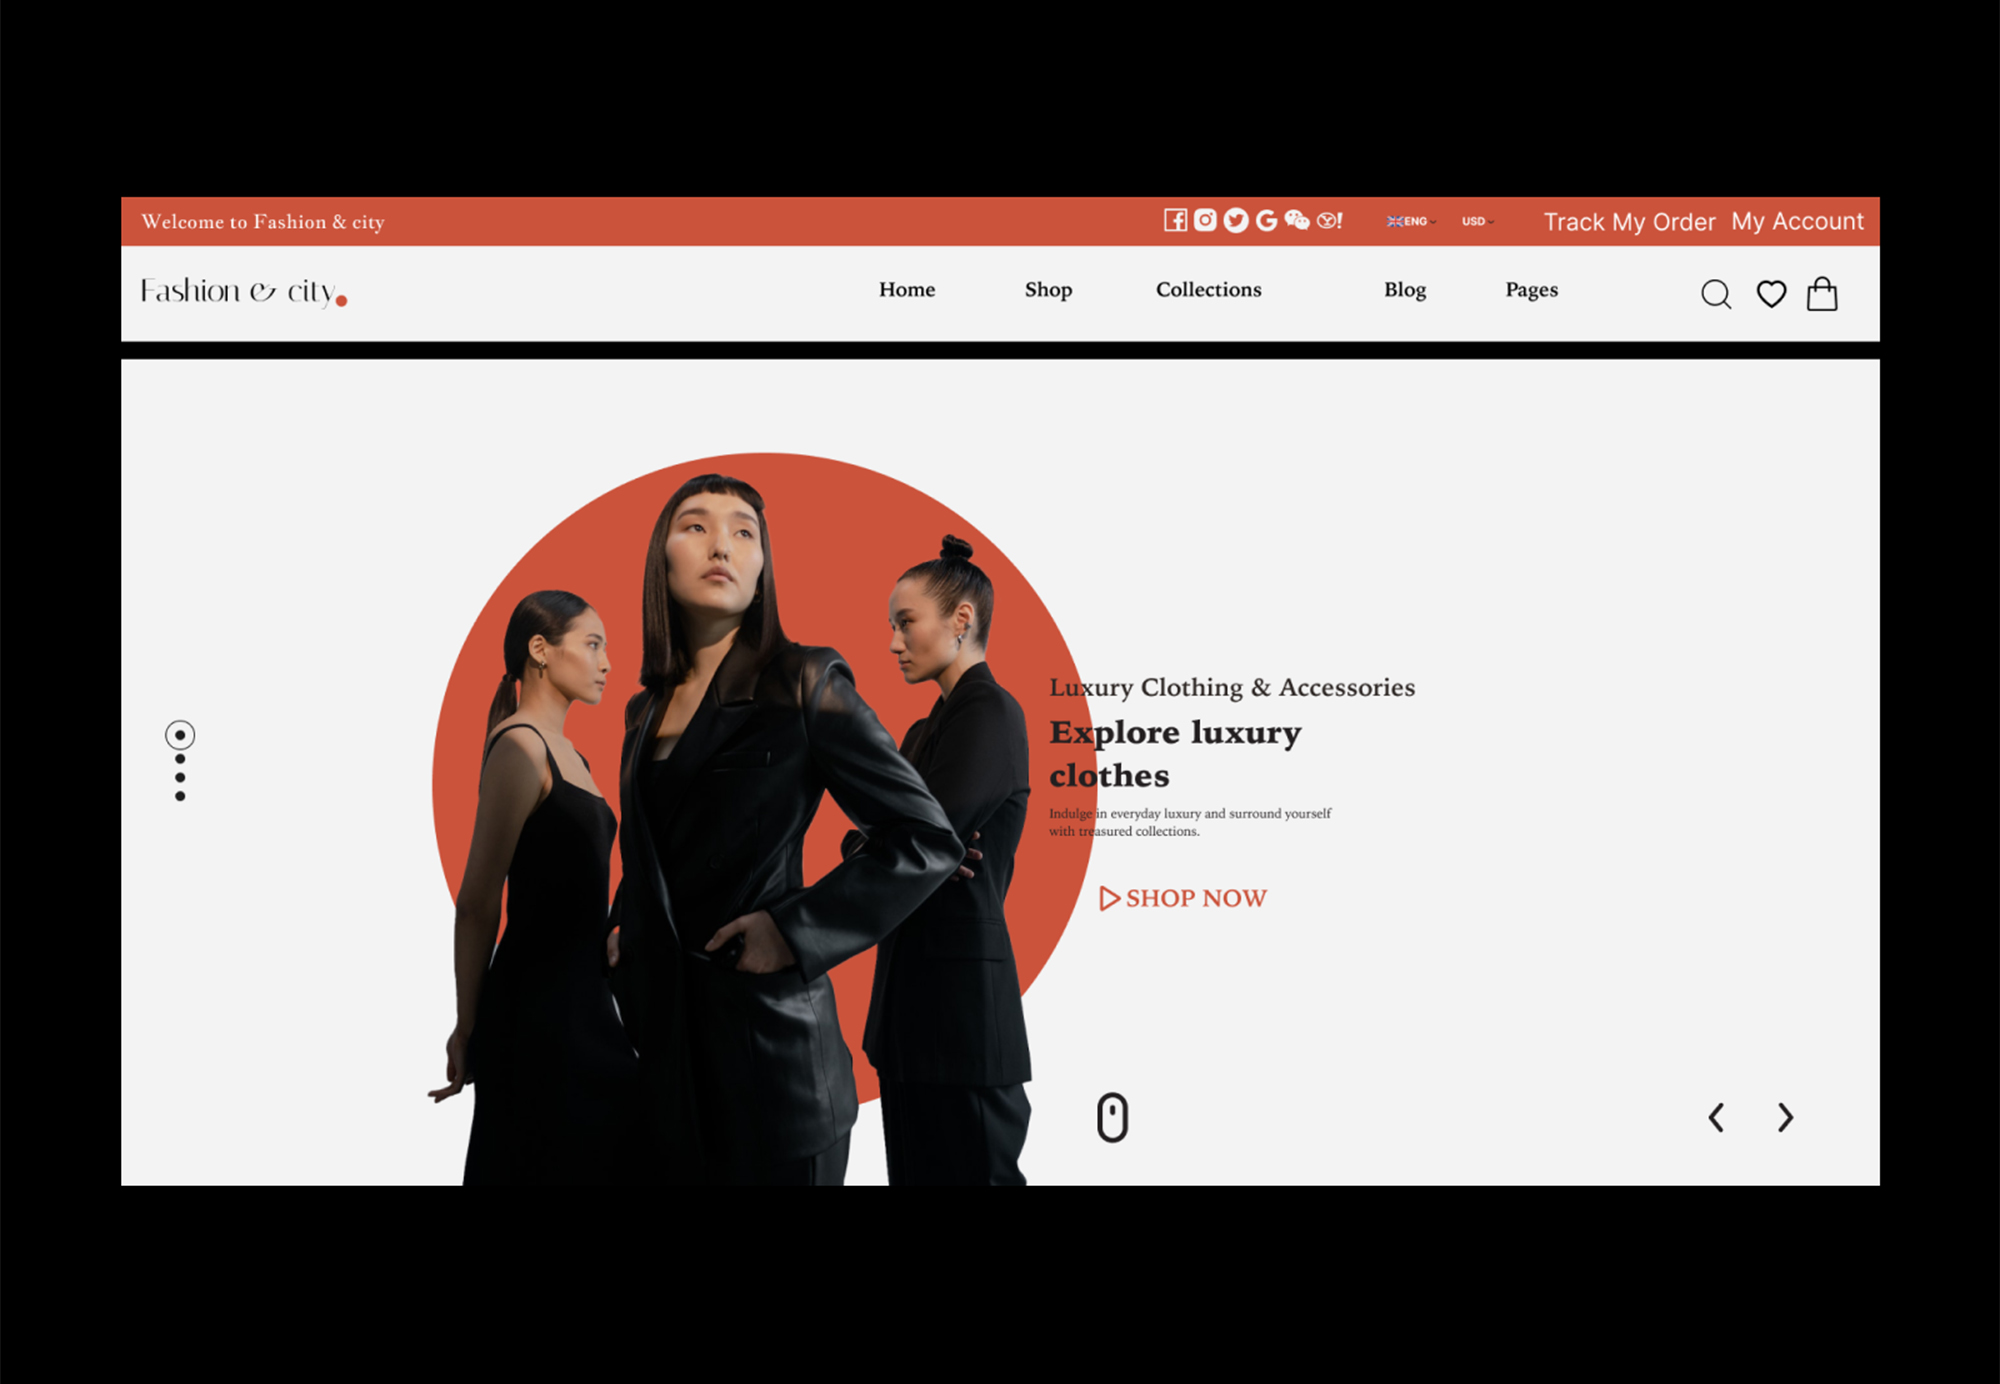 Welcome to Fashion & city
ENG
USD
Track My Order
My Account
Fashion & city.
Home
Shop
Collections
Blog
Pages
Luxury Clothing & Accessories
Explore luxury
clothes
Indulge in everyday luxury and surround yourself
with treasured collections.
SHOP NOW